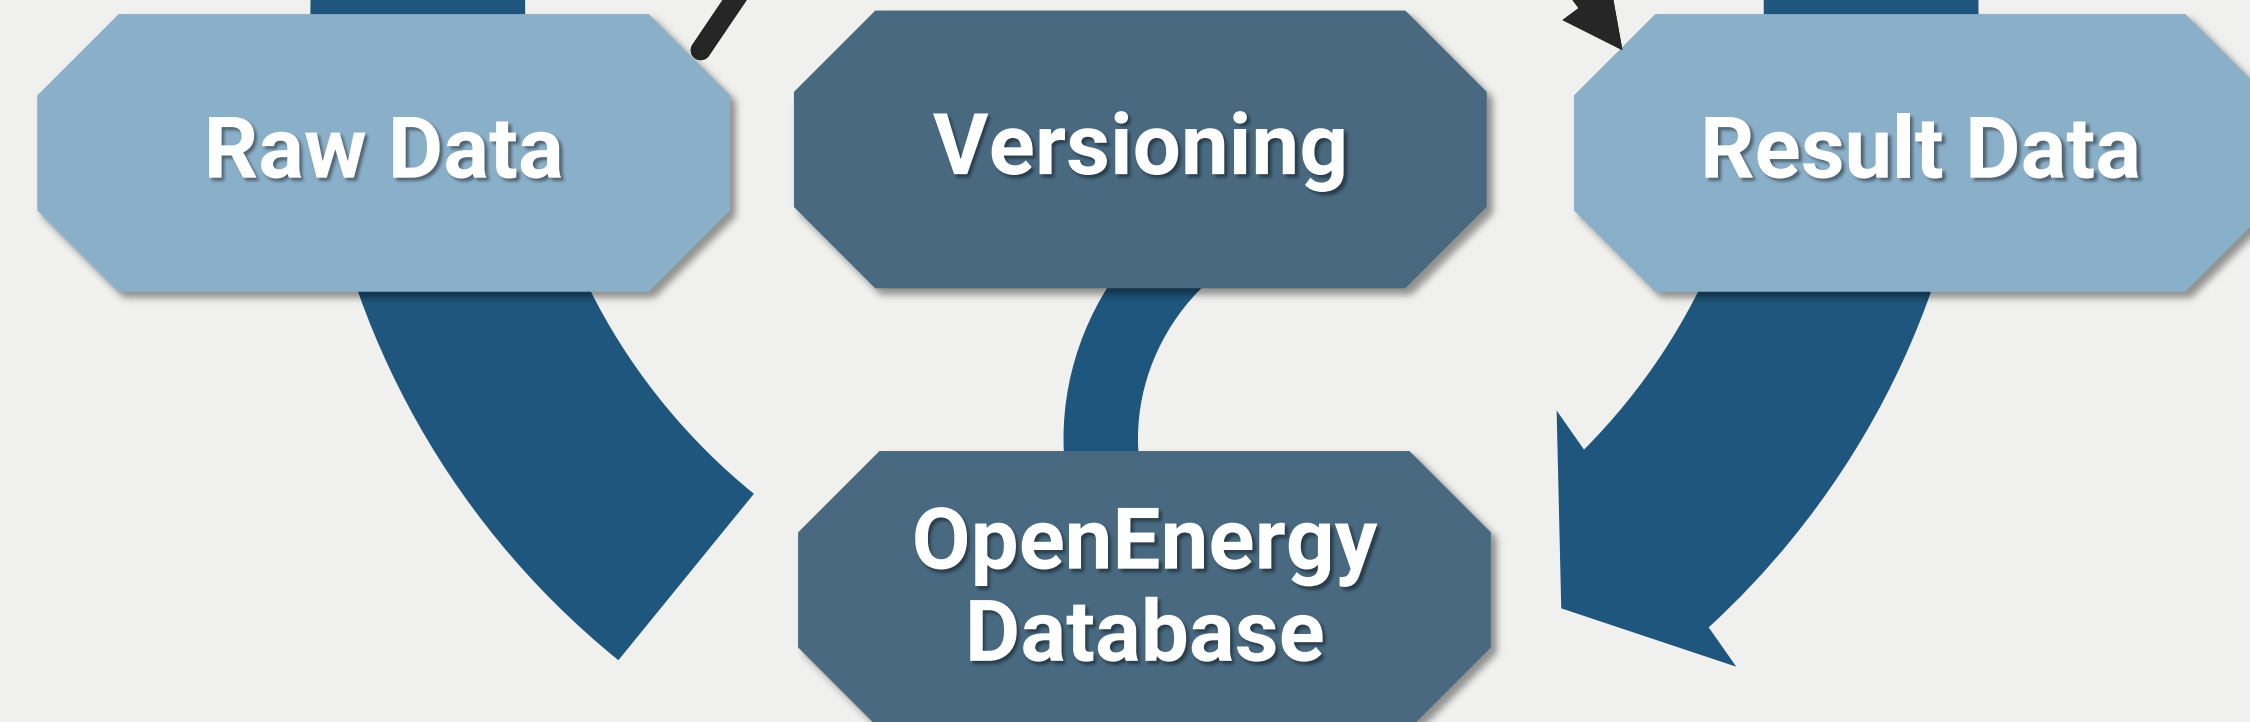 Raw Data
Versioning
Result Data
OpenEnergy
Database